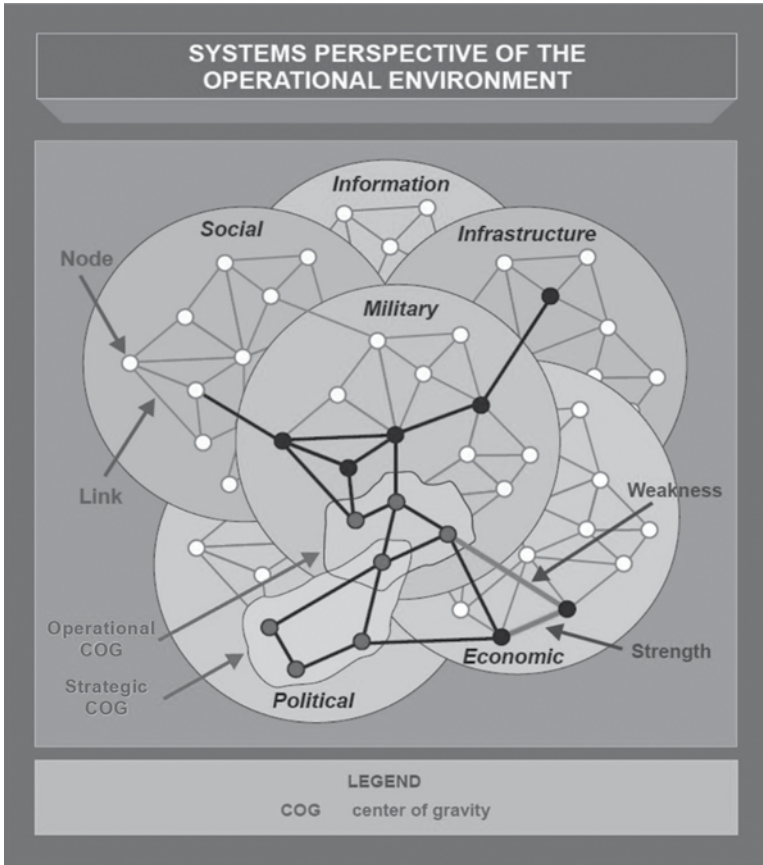 SYSTEMS PERSPECTIVE OF THE
OPERATIONAL ENVIRONMENT
Information
Social
Infrastructure
Node
Military
Link
Weakness
Operational
COG
Strategic
COG
Strength
Economic
Political
LEGEND
COG center of gravity